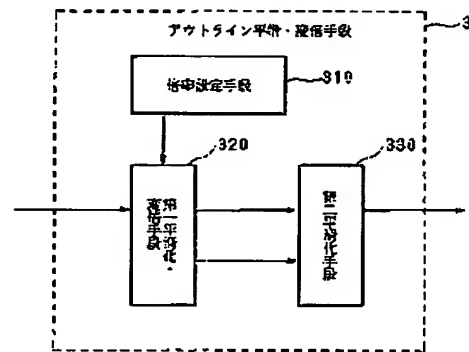 アウトライン平滑・変倍手段
3
倍率設定手段
310
320
330
第一平滑化・
変倍手段
第二平滑化手段